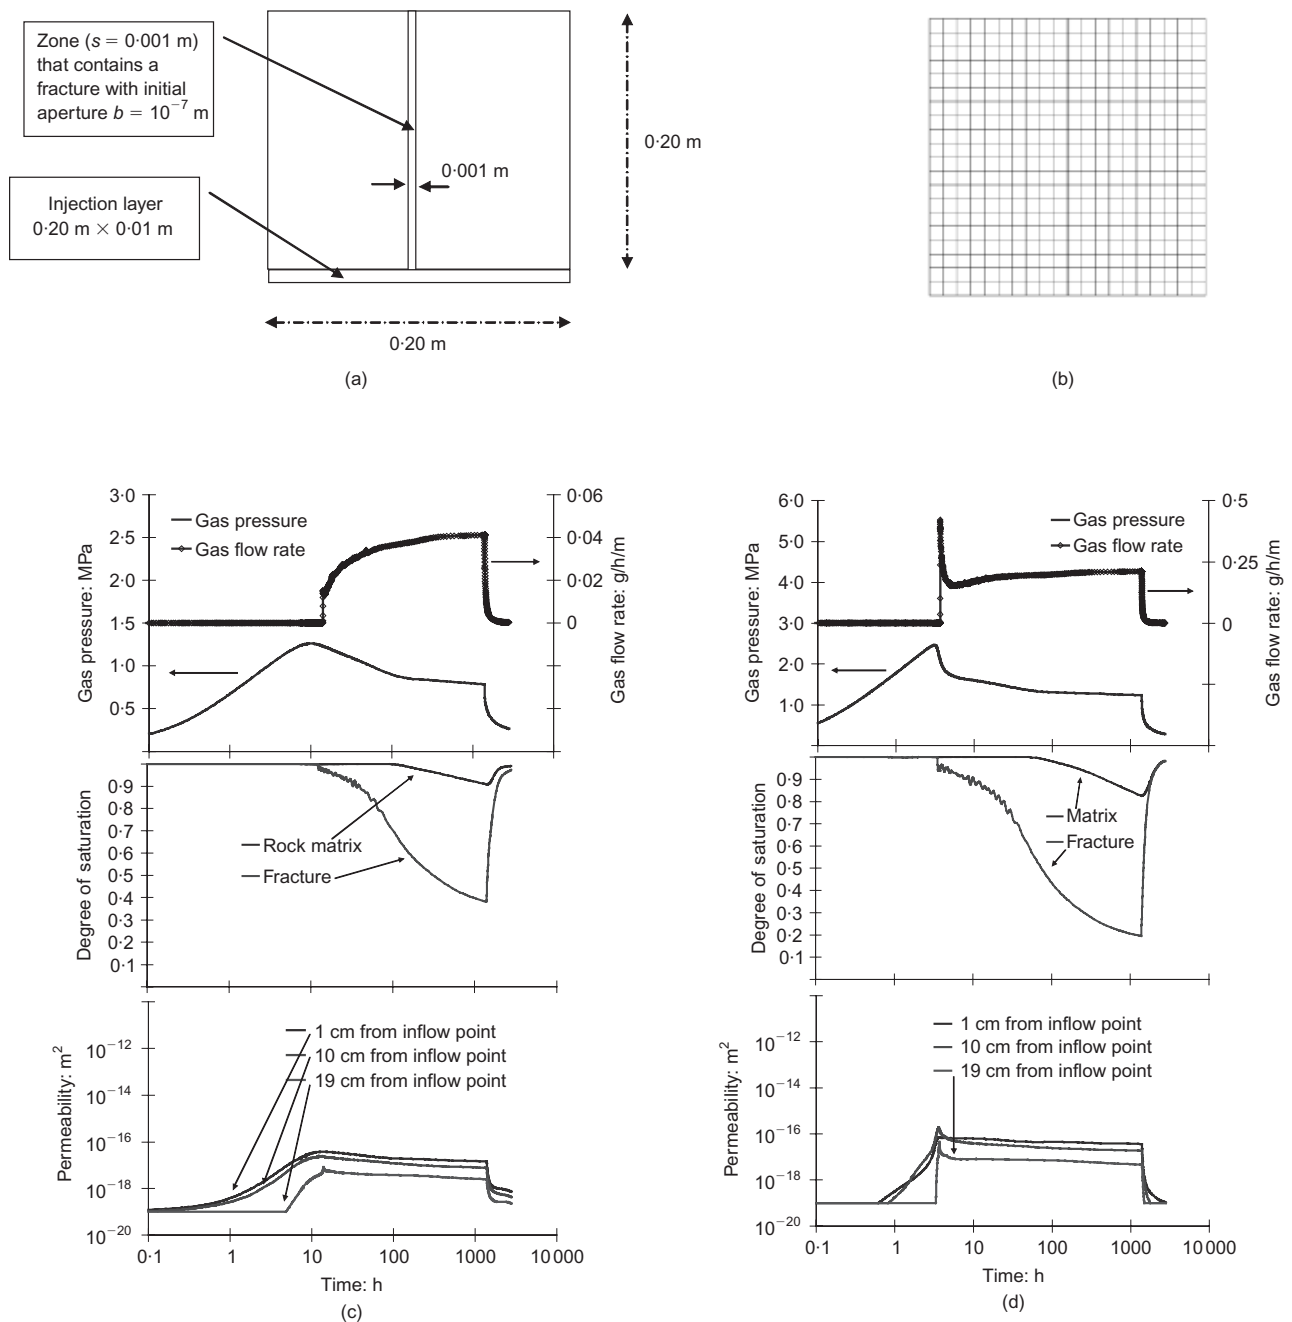 Zone (s = 0·001 m)
that contains a
fracture with initial
aperture b = 10⁻⁷ m
Injection layer
0·20 m × 0·01 m
0·001 m
0·20 m
0·20 m
(a)
(b)
3·0
2·5
2·0
1·5
1·0
0·5
Gas pressure: MPa
Gas pressure
Gas flow rate
0·06
0·04
0·02
0
Gas flow rate: g/h/m
0·9
0·8
0·7
0·6
0·5
0·4
0·3
0·2
0·1
Degree of saturation
Rock matrix
Fracture
10⁻¹²
10⁻¹⁴
10⁻¹⁶
10⁻¹⁸
10⁻²⁰
Permeability: m²
1 cm from inflow point
10 cm from inflow point
19 cm from inflow point
0·1
1
10
100
1000
10 000
Time: h
(c)
6·0
5·0
4·0
3·0
2·0
1·0
Gas pressure: MPa
Gas pressure
Gas flow rate
0·5
0·25
0
Gas flow rate: g/h/m
0·9
0·8
0·7
0·6
0·5
0·4
0·3
0·2
0·1
Degree of saturation
Matrix
Fracture
10⁻¹²
10⁻¹⁴
10⁻¹⁶
10⁻¹⁸
10⁻²⁰
Permeability: m²
1 cm from inflow point
10 cm from inflow point
19 cm from inflow point
0·1
1
10
100
1000
10 000
Time: h
(d)